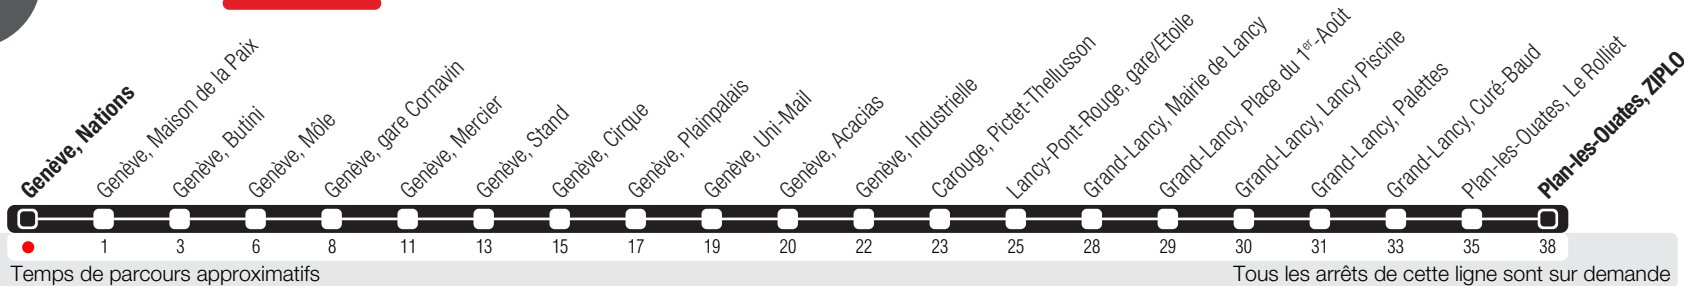 Genève, Nations
Genève, Maison de la Paix
Genève, Butini
Genève, Môle
Genève, gare Cornavin
Genève, Mercier
Genève, Stand
Genève, Cirque
Genève, Plainpalais
Genève, Uni-Mail
Genève, Acacias
Genève, Industrielle
Carouge, Pictet-Thellusson
Lancy-Pont-Rouge, gare/Etoile
Grand-Lancy, Mairie de Lancy
Grand-Lancy, Place du 1er-Août
Grand-Lancy, Lancy Piscine
Grand-Lancy, Palettes
Grand-Lancy, Curé-Baud
Plan-les-Ouates, Le Rolliet
Plan-les-Ouates, ZIPLO
1 3 6 8 11 13 15 17 19 20 22 23 25 28 29 30 31 33 35 38
Temps de parcours approximatifs
Tous les arrêts de cette ligne sont sur demande